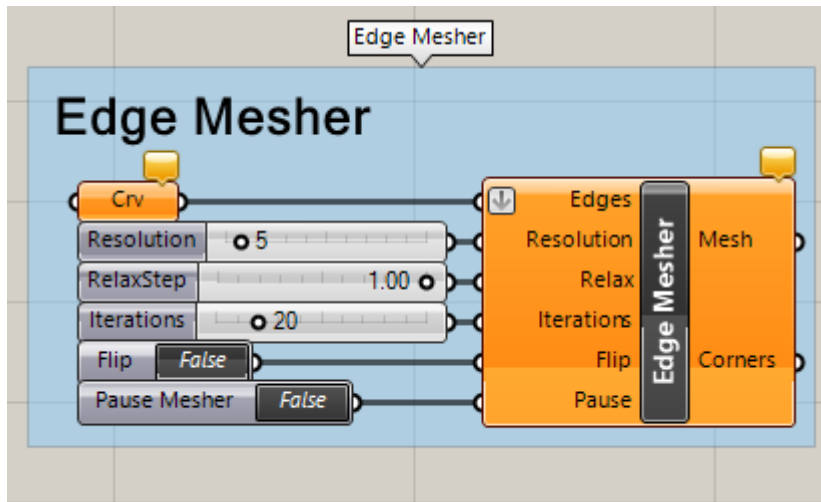 Edge Mesher
Edge Mesher
Crv
Resolution 5
RelaxStep 1.00
Iterations 20
Flip False
Pause Mesher False
Edges
Resolution
Relax
Iterations
Flip
Pause
Edge Mesher
Mesh
Corners